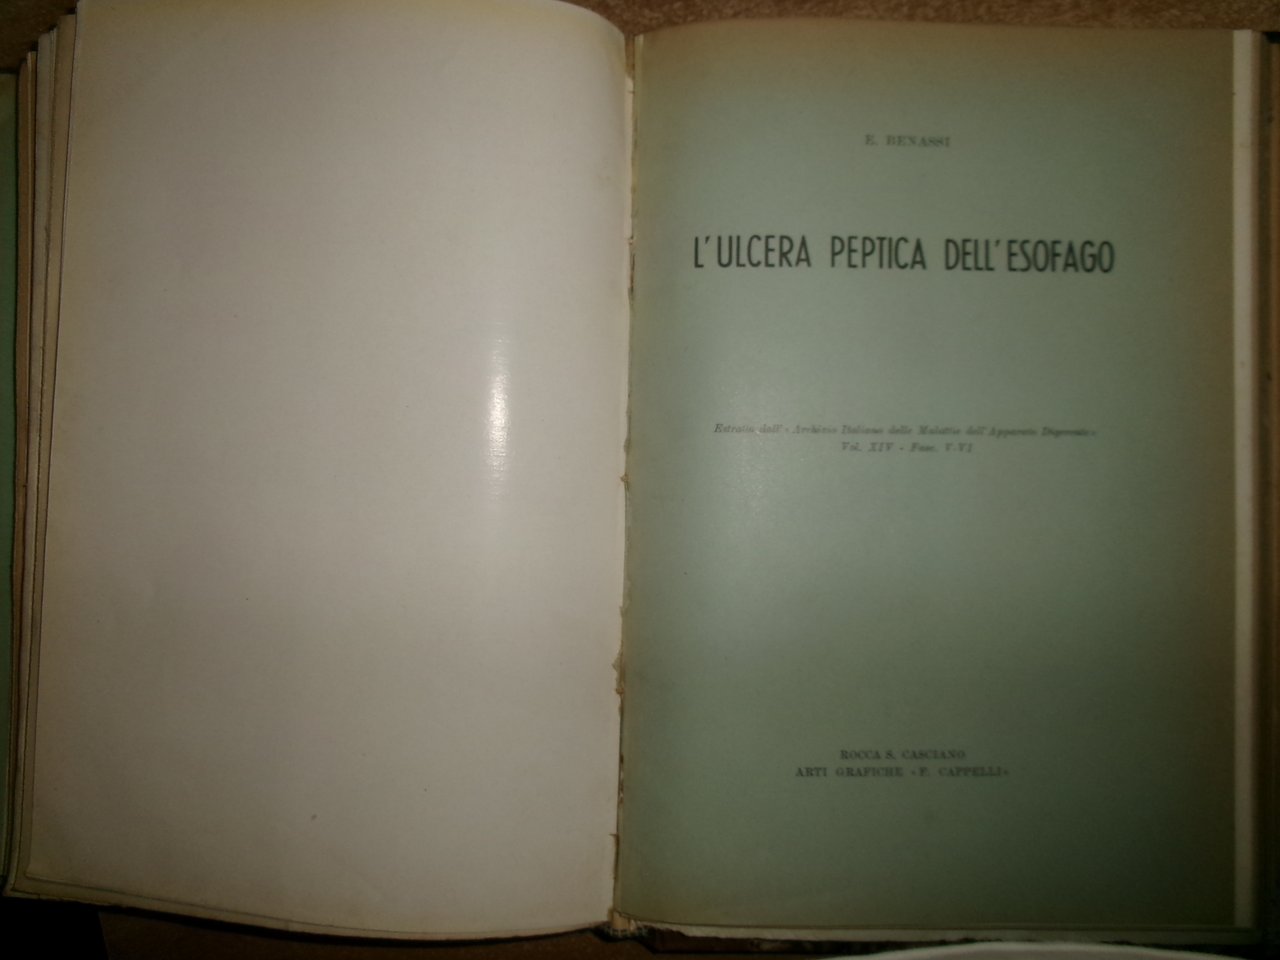 E. BENASSI
L'ULCERA PEPTICA DELL'ESOFAGO
Estratto dall' « Archivio Italiano delle Malattie dell'Apparato Digerente»
Vol. XIV - Fasc. V-VI
ROCCA S. CASCIANO
ARTI GRAFICHE «F. CAPPELLI»